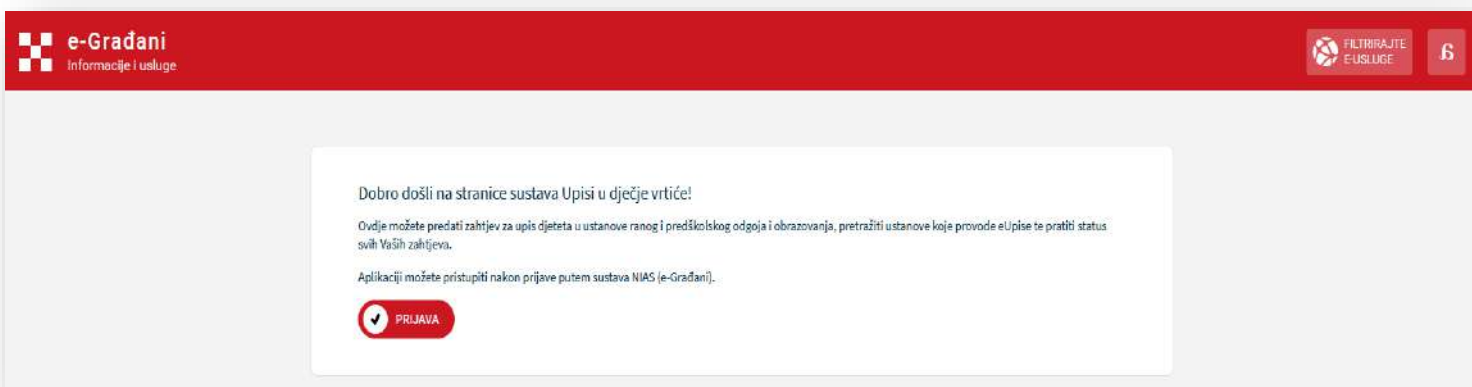 e-Građani
Informacije i usluge
FILTRIRAJTE
E-USLUGE
Dobro došli na stranice sustava Upisi u dječje vrtiće!
Ovdje možete predati zahtjev za upis djeteta u ustanove ranog i predškolskog odgoja i obrazovanja, pretražiti ustanove koje provode eUpise te pratiti status
svih Vaših zahtjeva.
Aplikaciji možete pristupiti nakon prijave putem sustava NIAS (e-Građani).
PRIJAVA